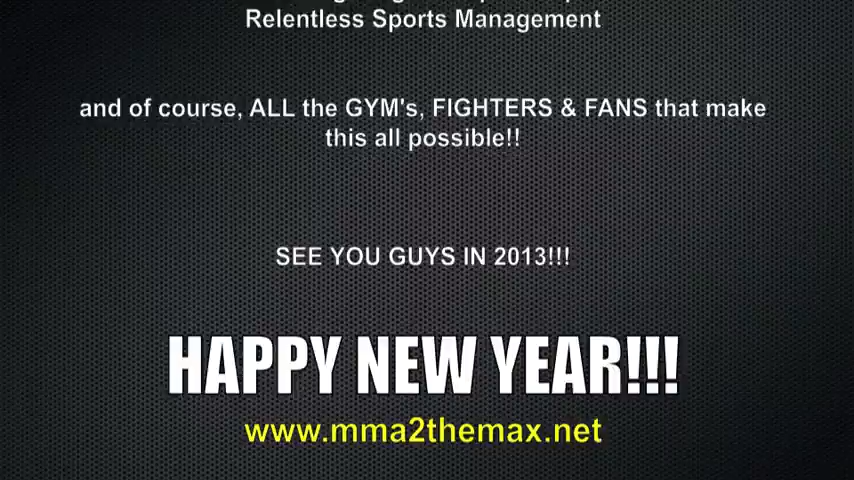 Relentless Sports Management
and of course, ALL the GYM's, FIGHTERS & FANS that make
this all possible!!
SEE YOU GUYS IN 2013!!!
HAPPY NEW YEAR!!!
www.mma2themax.net